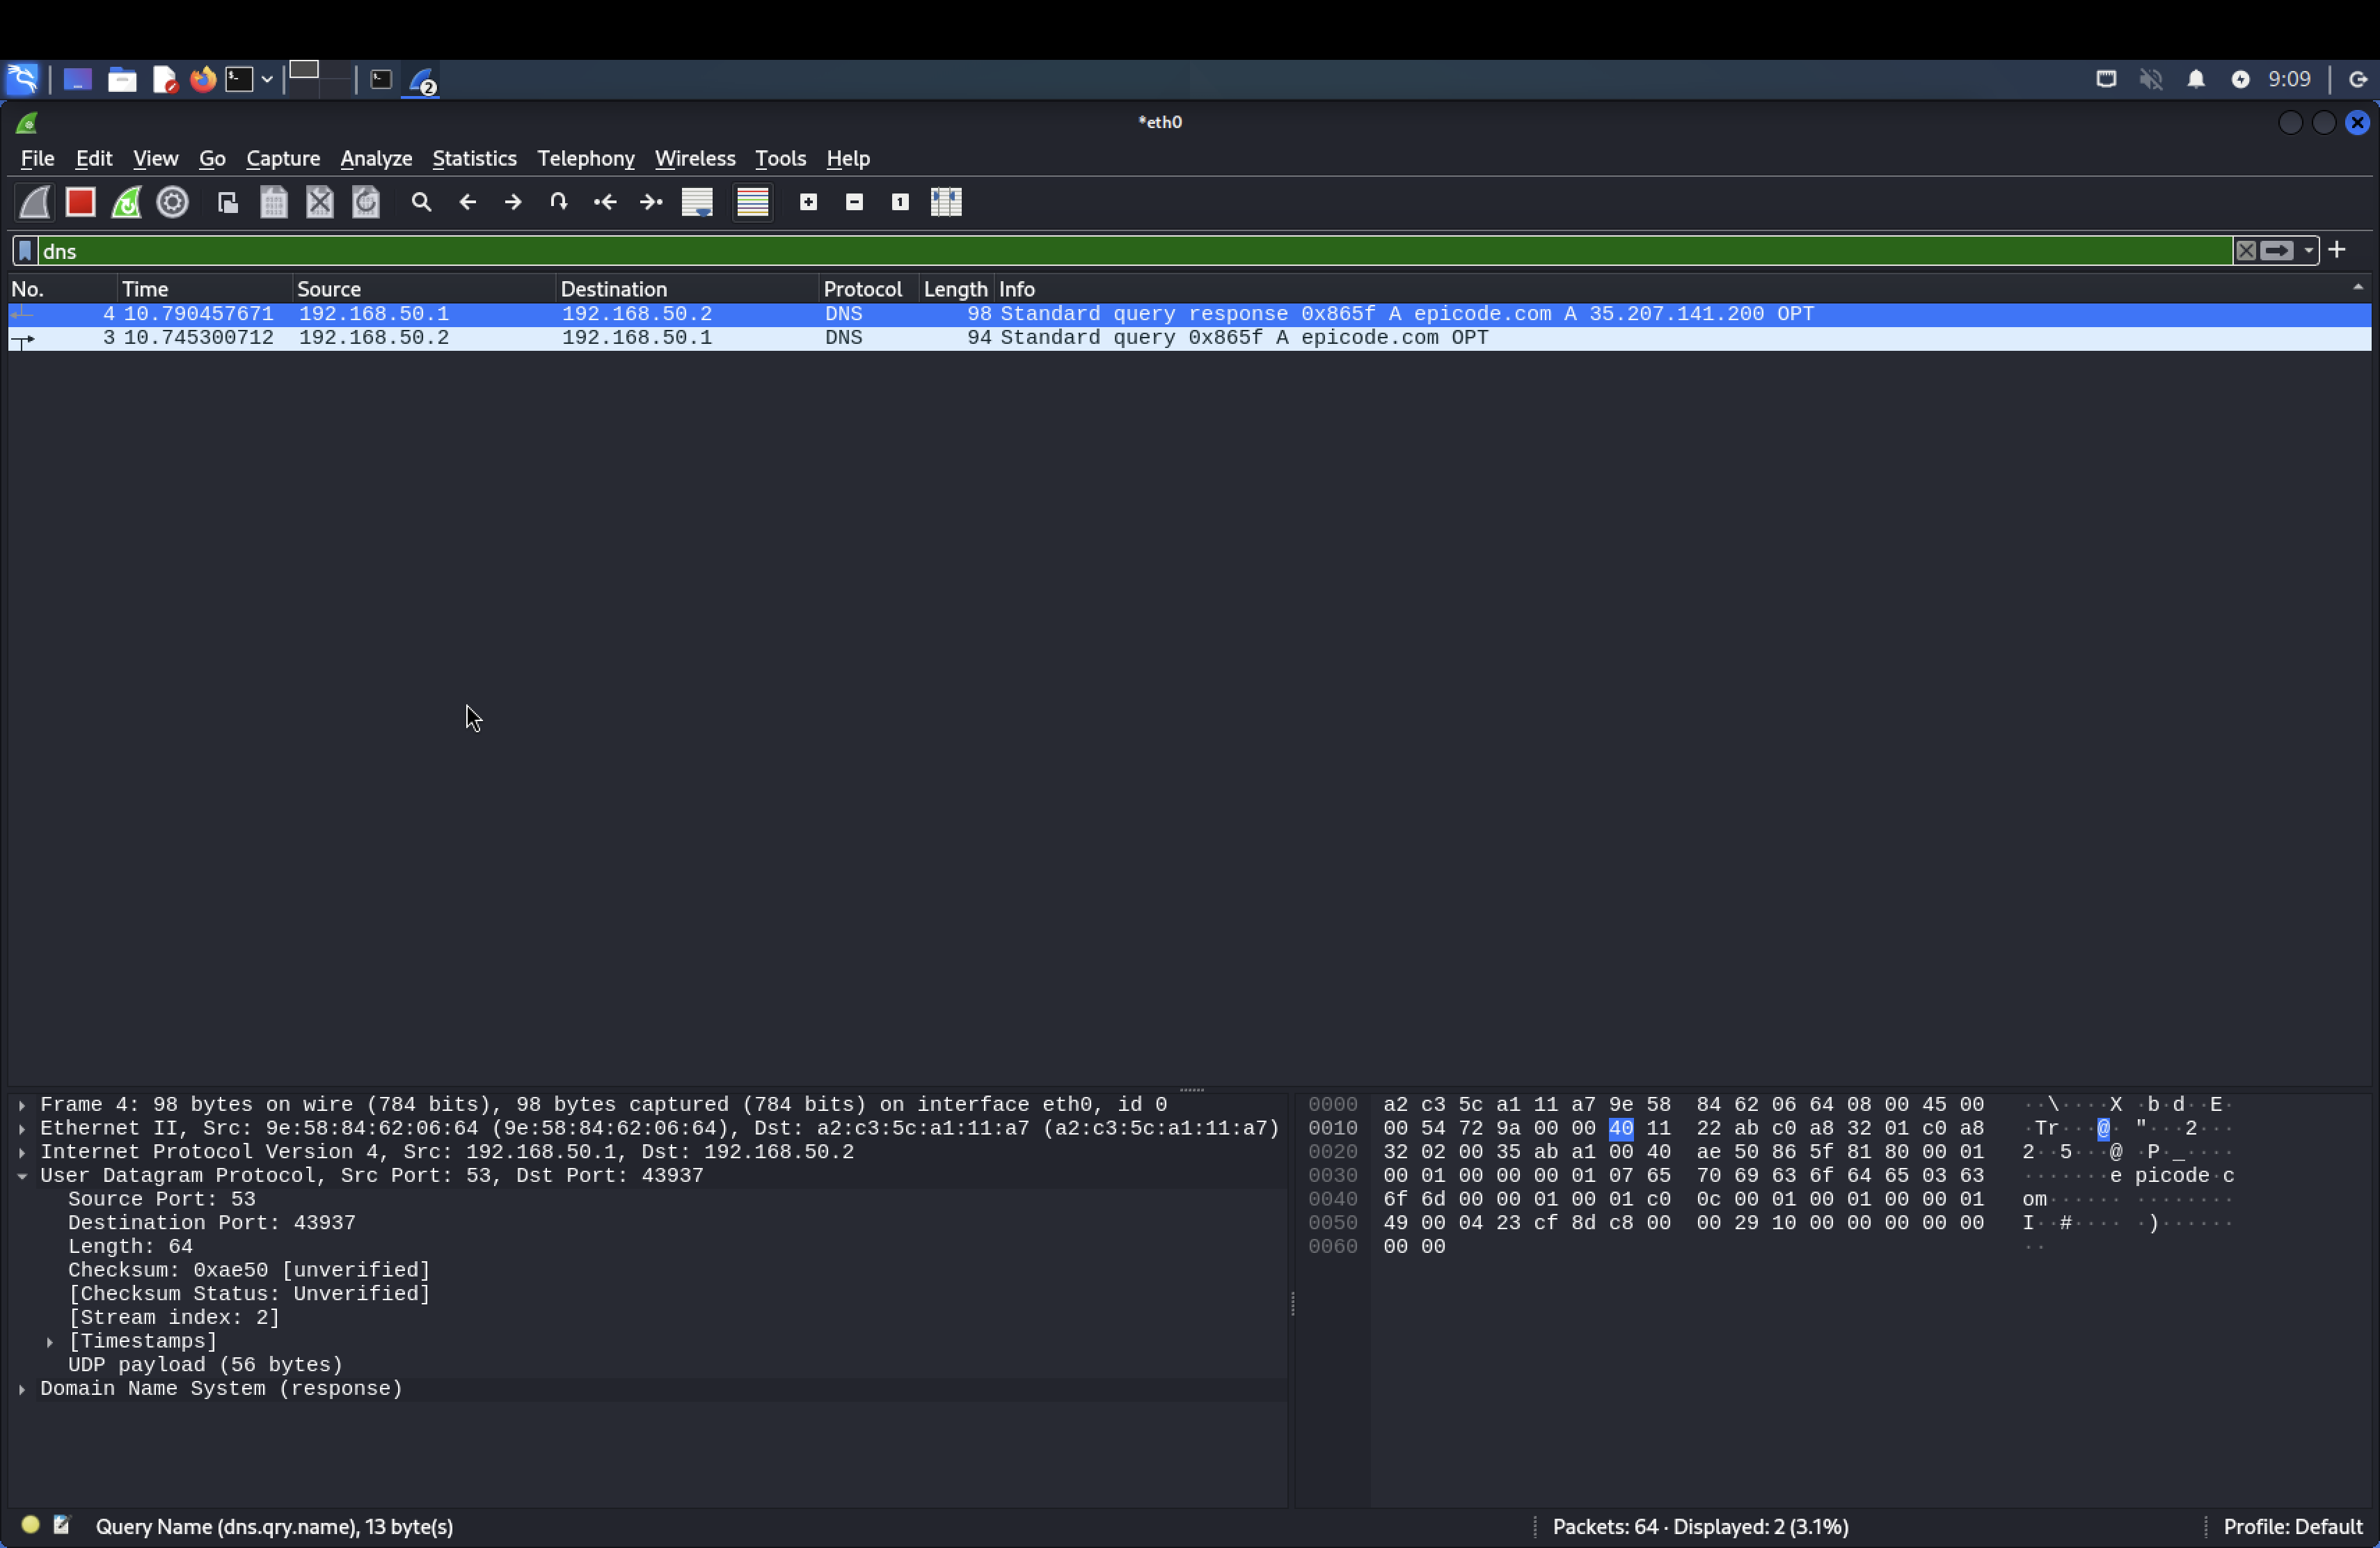 9:09
*eth0
File Edit View Go Capture Analyze Statistics Telephony Wireless Tools Help
dns
No. Time Source Destination Protocol Length Info
4 10.790457671 192.168.50.1 192.168.50.2 DNS 98 Standard query response 0x865f A epicode.com A 35.207.141.200 OPT
3 10.745300712 192.168.50.2 192.168.50.1 DNS 94 Standard query 0x865f A epicode.com OPT
Frame 4: 98 bytes on wire (784 bits), 98 bytes captured (784 bits) on interface eth0, id 0
Ethernet II, Src: 9e:58:84:62:06:64 (9e:58:84:62:06:64), Dst: a2:c3:5c:a1:11:a7 (a2:c3:5c:a1:11:a7)
Internet Protocol Version 4, Src: 192.168.50.1, Dst: 192.168.50.2
User Datagram Protocol, Src Port: 53, Dst Port: 43937
Source Port: 53
Destination Port: 43937
Length: 64
Checksum: 0xae50 [unverified]
[Checksum Status: Unverified]
[Stream index: 2]
[Timestamps]
UDP payload (56 bytes)
Domain Name System (response)
0000 a2 c3 5c a1 11 a7 9e 58 84 62 06 64 08 00 45 00 ··\····X ·b·d··E·
0010 00 54 72 9a 00 00 40 11 22 ab c0 a8 32 01 c0 a8 ·Tr···@· "···2···
0020 32 02 00 35 ab a1 00 40 ae 50 86 5f 81 80 00 01 2··5···@ ·P·_····
0030 00 01 00 00 00 01 07 65 70 69 63 6f 64 65 03 63 ·······e picode·c
0040 6f 6d 00 00 01 00 01 c0 0c 00 01 00 01 00 00 01 om······ ········
0050 49 00 04 23 cf 8d c8 00 00 29 10 00 00 00 00 00 I··#···· ·)······
0060 00 00 ··
Query Name (dns.qry.name), 13 byte(s)
Packets: 64 · Displayed: 2 (3.1%)
Profile: Default